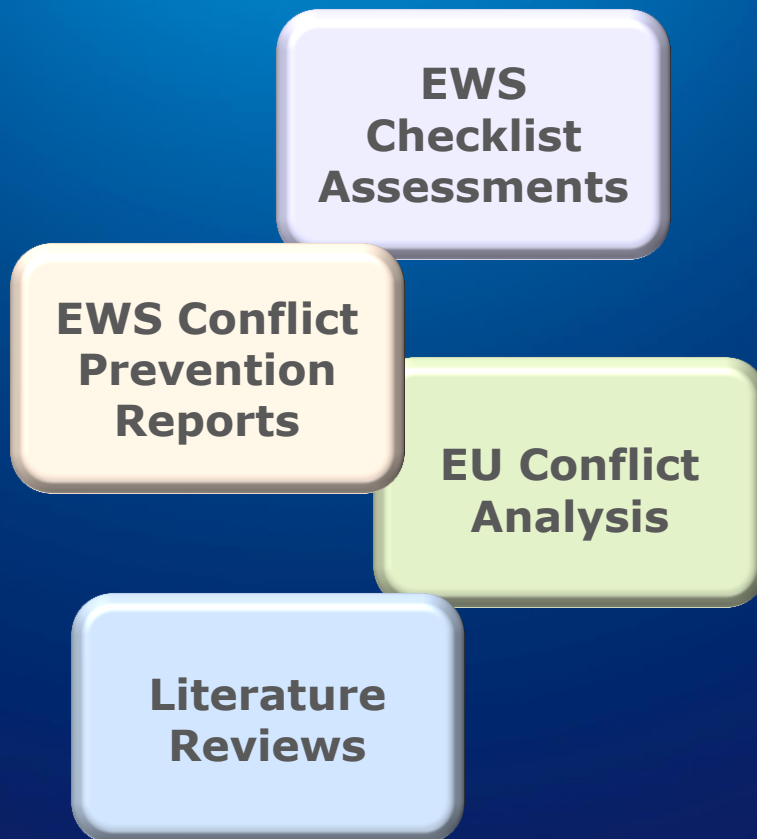 EWS
Checklist
Assessments
EWS Conflict
Prevention
Reports
EU Conflict
Analysis
Literature
Reviews